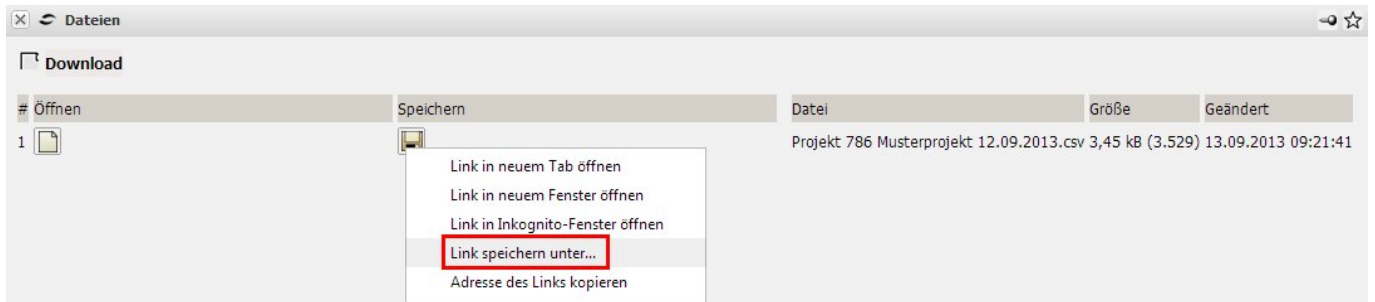 Dateien
Download
# Öffnen Speichern Datei Größe Geändert
1 Projekt 786 Musterprojekt 12.09.2013.csv 3,45 kB (3.529) 13.09.2013 09:21:41
Link in neuem Tab öffnen
Link in neuem Fenster öffnen
Link in Inkognito-Fenster öffnen
Link speichern unter...
Adresse des Links kopieren